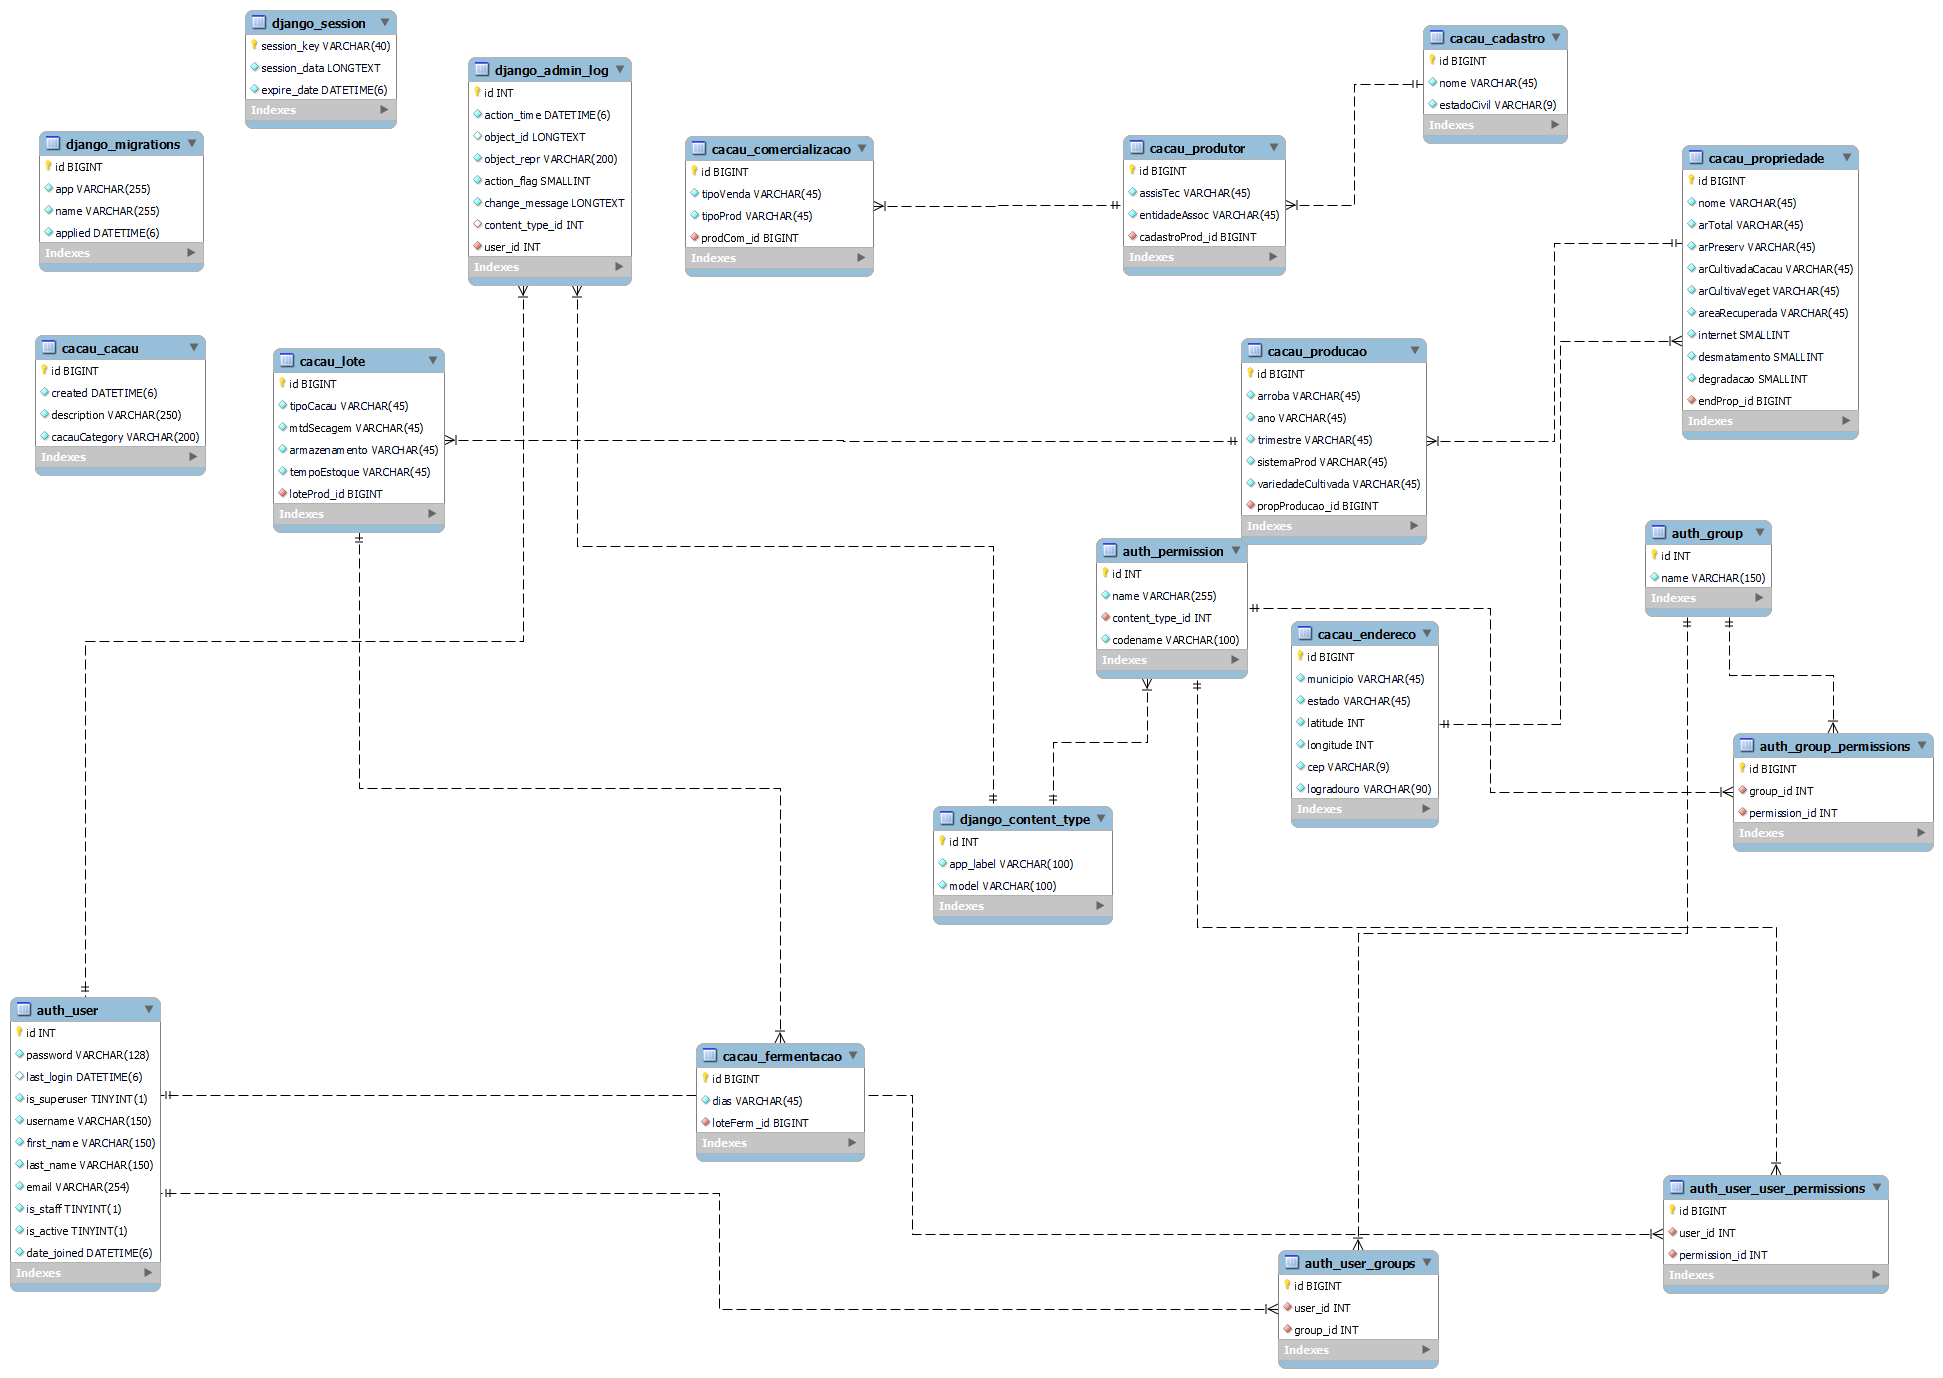 django_session
session_key VARCHAR(40)
session_data LONGTEXT
expire_date DATETIME(6)
Indexes
django_migrations
id BIGINT
app VARCHAR(255)
name VARCHAR(255)
applied DATETIME(6)
Indexes
django_admin_log
id INT
action_time DATETIME(6)
object_id LONGTEXT
object_repr VARCHAR(200)
action_flag SMALLINT
change_message LONGTEXT
content_type_id INT
user_id INT
Indexes
cacau_comercializacao
id BIGINT
tipoVenda VARCHAR(45)
tipoProd VARCHAR(45)
prodCom_id BIGINT
Indexes
cacau_produtor
id BIGINT
assisTec VARCHAR(45)
entidadeAssoc VARCHAR(45)
cadastroProd_id BIGINT
Indexes
cacau_cadastro
id BIGINT
nome VARCHAR(45)
estadoCivil VARCHAR(9)
Indexes
cacau_propriedade
id BIGINT
nome VARCHAR(45)
arTotal VARCHAR(45)
arPreserv VARCHAR(45)
arCultivadaCacau VARCHAR(45)
arCultivaVeget VARCHAR(45)
areaRecuperada VARCHAR(45)
internet SMALLINT
desmatamento SMALLINT
degradacao SMALLINT
endProp_id BIGINT
Indexes
cacau_cacau
id BIGINT
created DATETIME(6)
description VARCHAR(250)
cacauCategory VARCHAR(200)
Indexes
cacau_lote
id BIGINT
tipoCacau VARCHAR(45)
mtdSecagem VARCHAR(45)
armazenamento VARCHAR(45)
tempoEstoque VARCHAR(45)
loteProd_id BIGINT
Indexes
cacau_producao
id BIGINT
arroba VARCHAR(45)
ano VARCHAR(45)
trimestre VARCHAR(45)
sistemaProd VARCHAR(45)
variedadeCultivada VARCHAR(45)
propProducao_id BIGINT
Indexes
auth_permission
id INT
name VARCHAR(255)
content_type_id INT
codename VARCHAR(100)
Indexes
auth_group
id INT
name VARCHAR(150)
Indexes
cacau_endereco
id BIGINT
municipio VARCHAR(45)
estado VARCHAR(45)
latitude INT
longitude INT
cep VARCHAR(9)
logradouro VARCHAR(90)
Indexes
auth_group_permissions
id BIGINT
group_id INT
permission_id INT
Indexes
django_content_type
id INT
app_label VARCHAR(100)
model VARCHAR(100)
Indexes
auth_user
id INT
password VARCHAR(128)
last_login DATETIME(6)
is_superuser TINYINT(1)
username VARCHAR(150)
first_name VARCHAR(150)
last_name VARCHAR(150)
email VARCHAR(254)
is_staff TINYINT(1)
is_active TINYINT(1)
date_joined DATETIME(6)
Indexes
cacau_fermentacao
id BIGINT
dias VARCHAR(45)
loteFerm_id BIGINT
Indexes
auth_user_user_permissions
id BIGINT
user_id INT
permission_id INT
Indexes
auth_user_groups
id BIGINT
user_id INT
group_id INT
Indexes